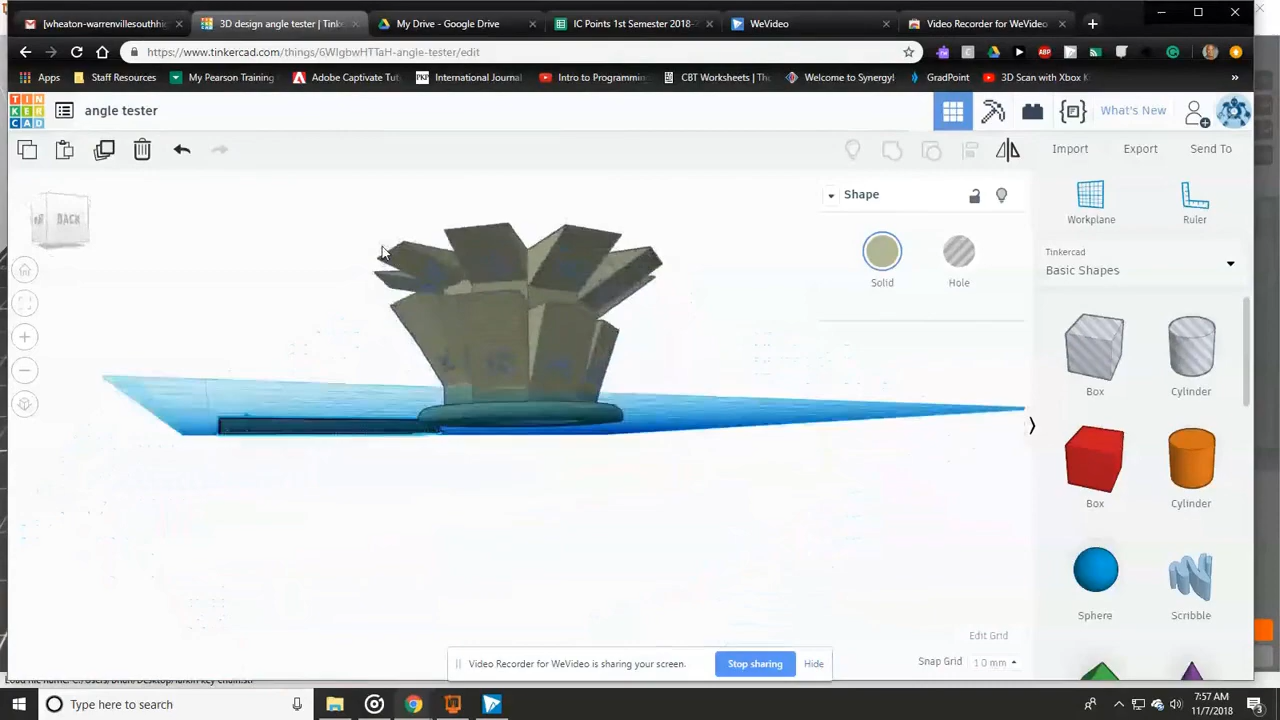 [wheaton-warrenvillesouthhi
3D design angle tester | Tink
My Drive - Google Drive
IC Points 1st Semester 2018-
WeVideo
Video Recorder for WeVideo
https://www.tinkercad.com/things/6WIgbwHTTaH-angle-tester/edit
Apps
Staff Resources
My Pearson Training
Adobe Captivate Tut
International Journal
Intro to Programmin
CBT Worksheets | The
Welcome to Synergy!
GradPoint
3D Scan with Xbox K
TIN
KER
CAD
angle tester
What's New
Import
Export
Send To
BACK
Shape
Solid
Hole
Workplane
Ruler
Tinkercad
Basic Shapes
Box
Cylinder
Box
Cylinder
Sphere
Scribble
Edit Grid
Snap Grid
1.0 mm
Video Recorder for WeVideo is sharing your screen.
Stop sharing
Hide
Type here to search
7:57 AM
11/7/2018
3